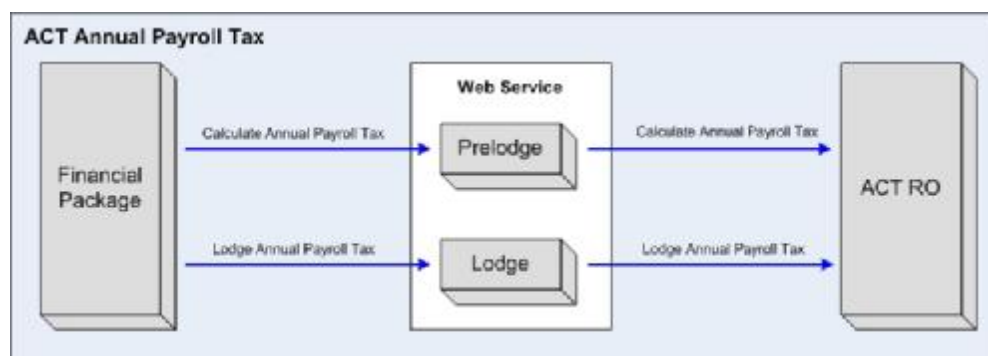 ACT Annual Payroll Tax
Web Service
Calculate Annual Payroll Tax
Prelodge
Calculate Annual Payroll Tax
Financial
Package
ACT RO
Lodge Annual Payroll Tax
Lodge
Lodge Annual Payroll Tax